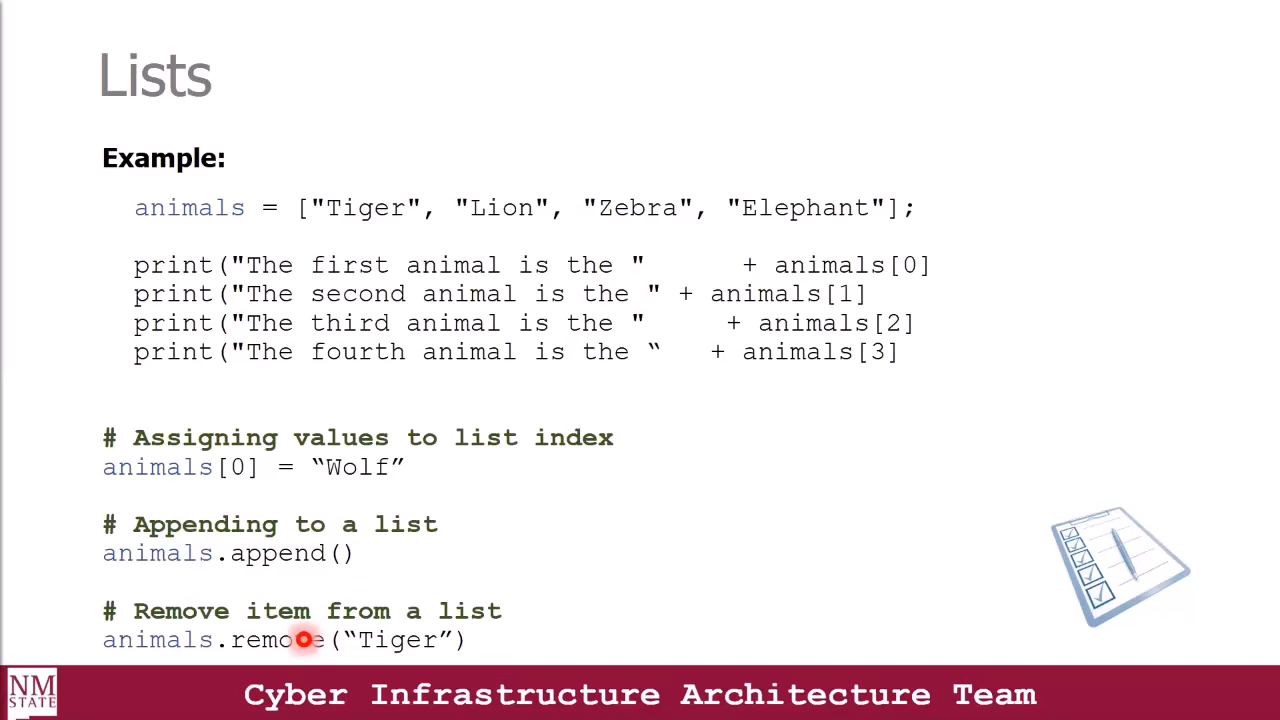 Lists
Example:
animals = ["Tiger", "Lion", "Zebra", "Elephant"];
print("The first animal is the " + animals[0]
print("The second animal is the " + animals[1]
print("The third animal is the " + animals[2]
print("The fourth animal is the “ + animals[3]
# Assigning values to list index
animals[0] = “Wolf”
# Appending to a list
animals.append()
# Remove item from a list
animals.remove(“Tiger”)
NM
STATE
Cyber Infrastructure Architecture Team